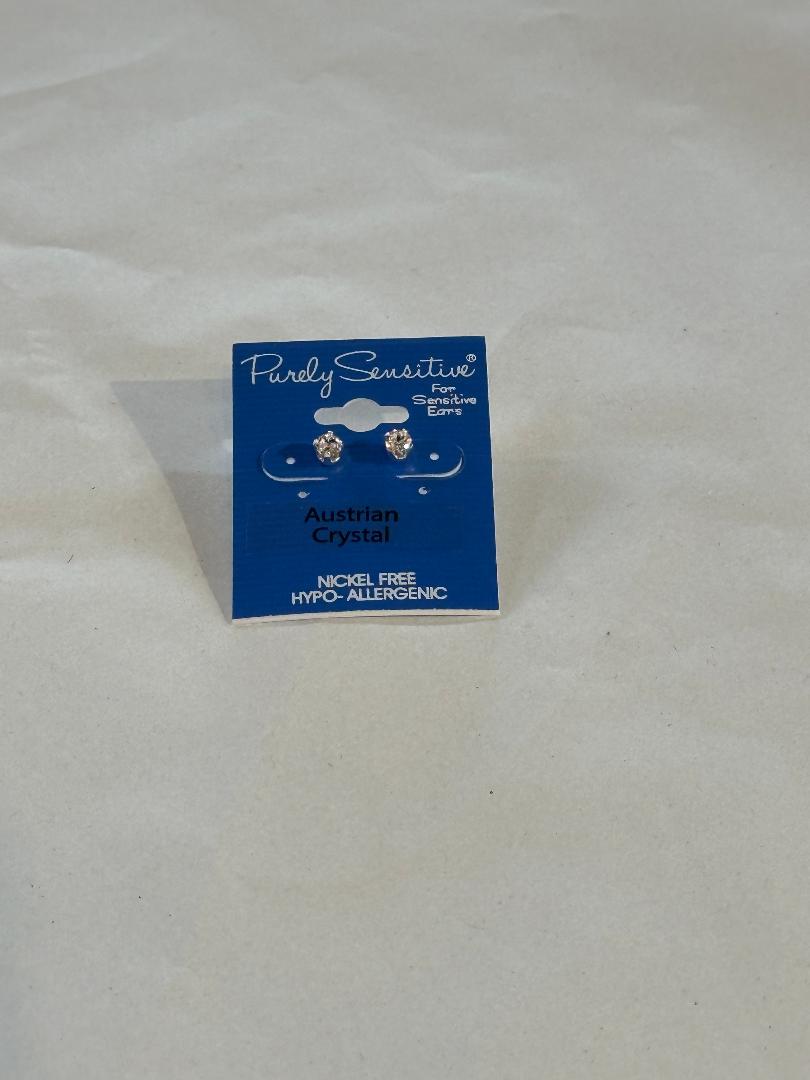 Purely Sensitive®
For
Sensitive
Ears
Austrian
Crystal
NICKEL FREE
HYPO- ALLERGENIC